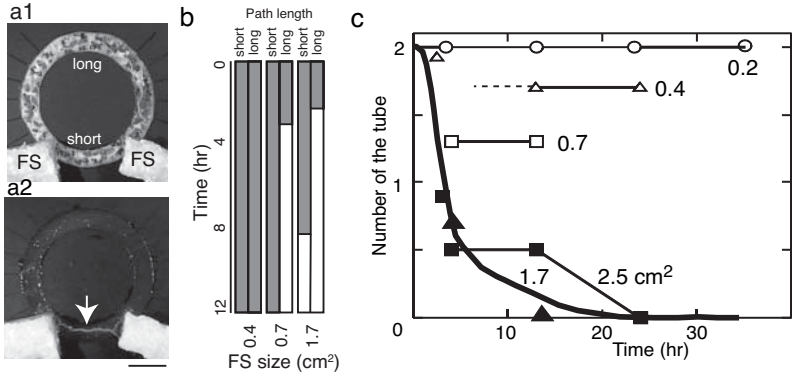 a1
long
short
FS
FS
a2
b
Path length
short
long
short
long
short
long
0
4
8
12
Time (hr)
0.4
0.7
1.7
FS size (cm²)
c
2
1
0
Number of the tube
0.2
0.4
0.7
1.7
2.5 cm²
10
20
30
Time (hr)